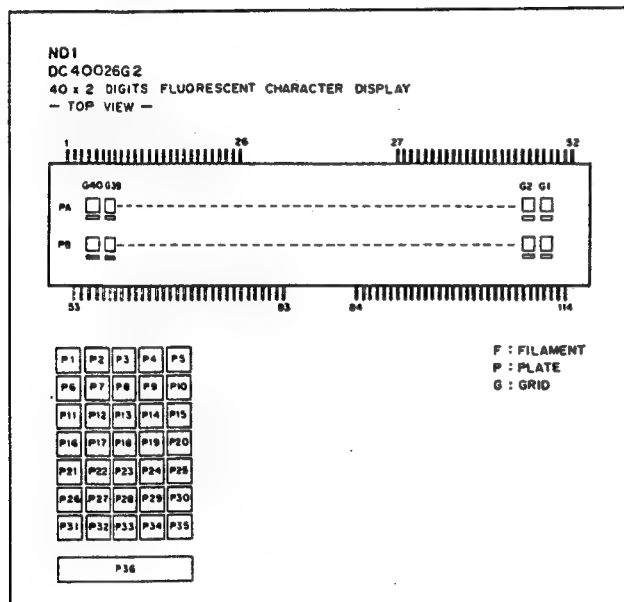 ND1
DC40026G2
40 x 2 DIGITS FLUORESCENT CHARACTER DISPLAY
— TOP VIEW —
1 26 27 52
G40 G39 G2 G1
PA
PB
53 83 84 114
P1 P2 P3 P4 P5
P6 P7 P8 P9 P10
P11 P12 P13 P14 P15
P16 P17 P18 P19 P20
P21 P22 P23 P24 P25
P26 P27 P28 P29 P30
P31 P32 P33 P34 P35
P36
F : FILAMENT
P : PLATE
G : GRID